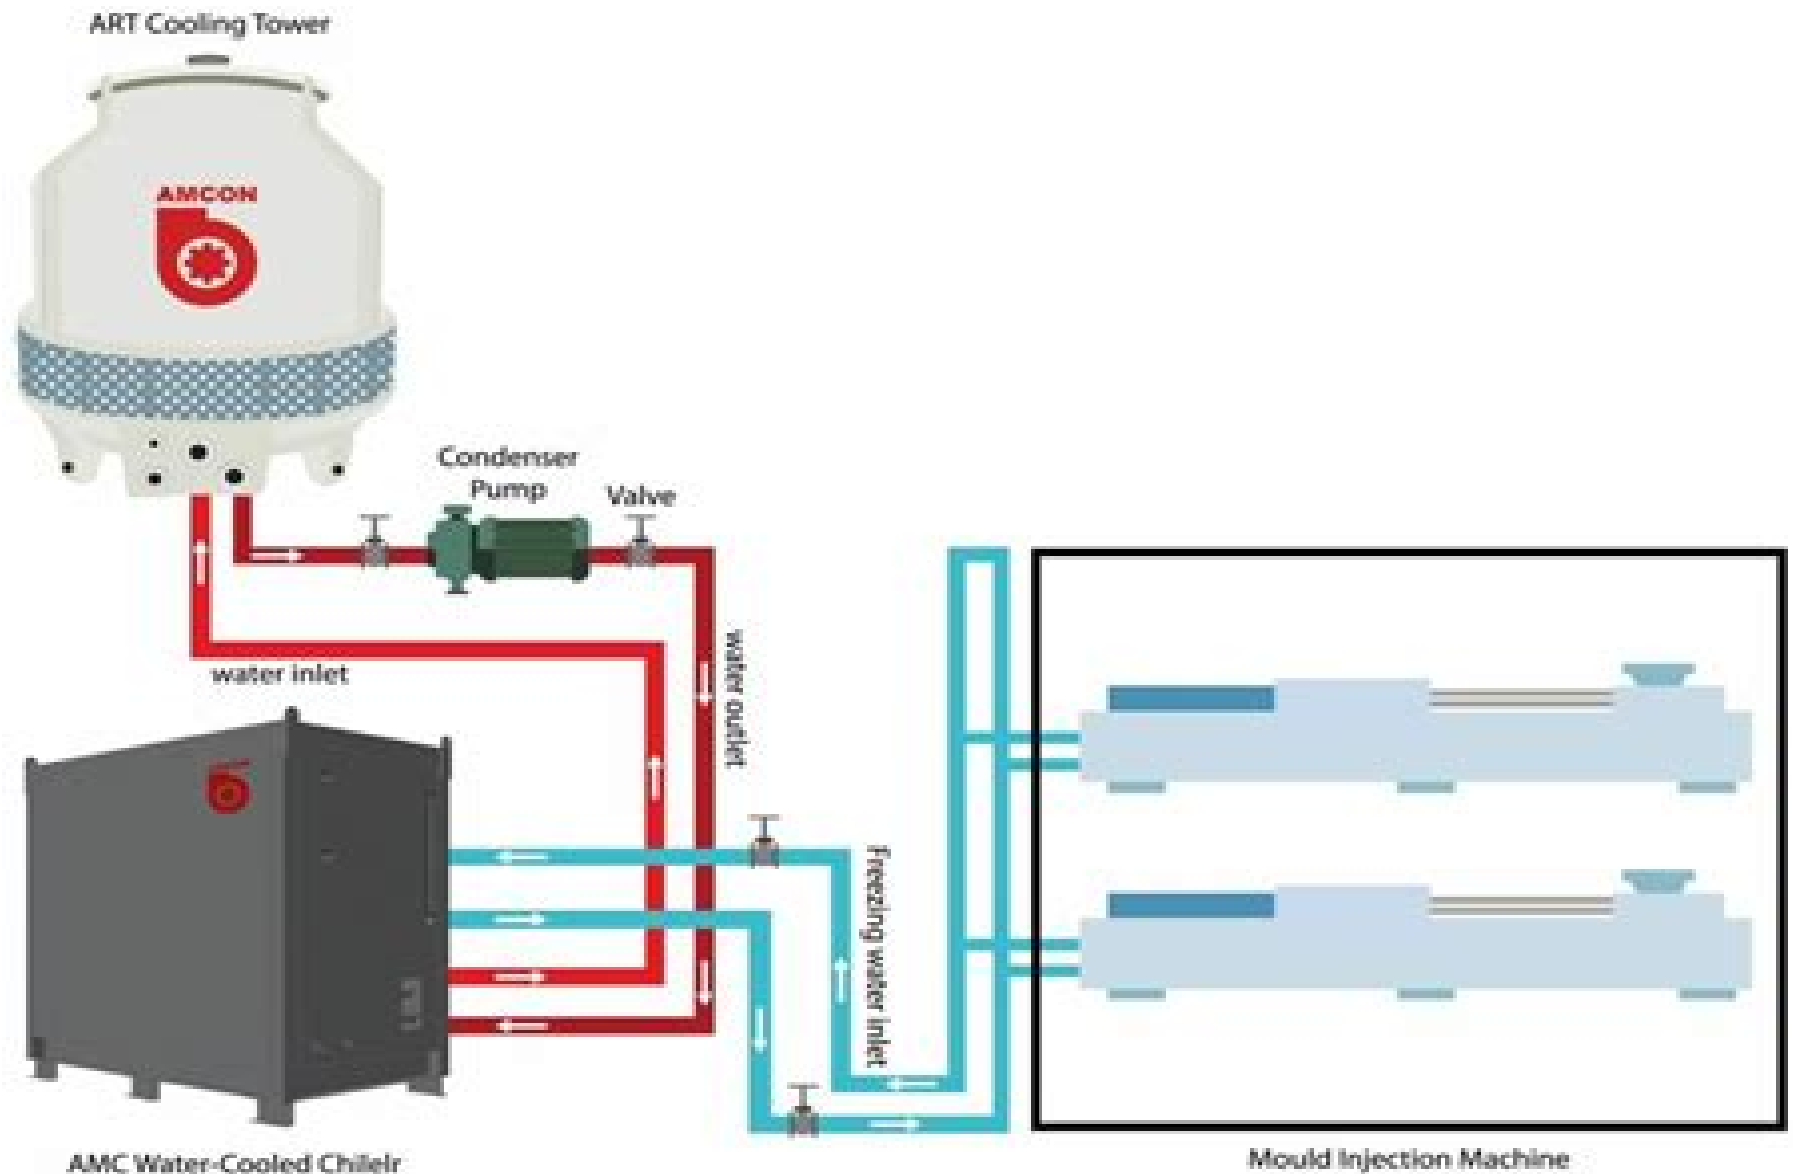 ART Cooling Tower
AMCON
Condenser
Pump
Valve
water inlet
water outlet
Freezing water inlet
AMC Water-Cooled Chilelr
Mould Injection Machine